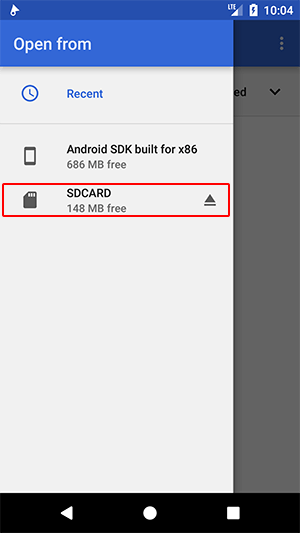 LTE 10:04
Open from
Recent
ed
Android SDK built for x86
686 MB free
SDCARD
148 MB free